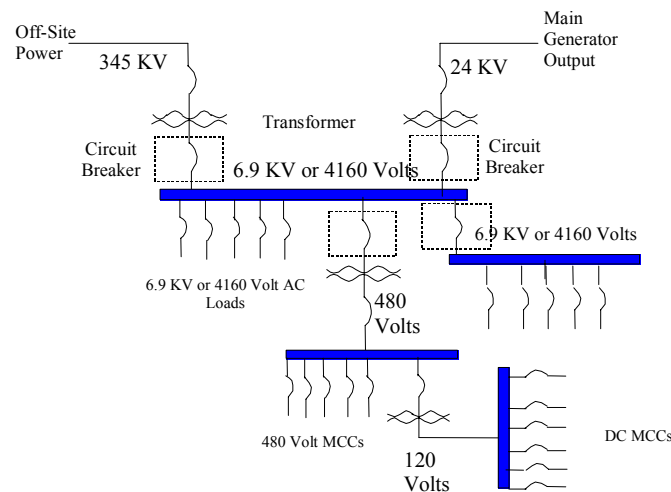 Off-Site
Power
345 KV
Main
Generator
Output
24 KV
Transformer
Circuit
Breaker
Circuit
Breaker
6.9 KV or 4160 Volts
6.9 KV or 4160 Volts
6.9 KV or 4160 Volt AC
Loads
480
Volts
480 Volt MCCs
120
Volts
DC MCCs